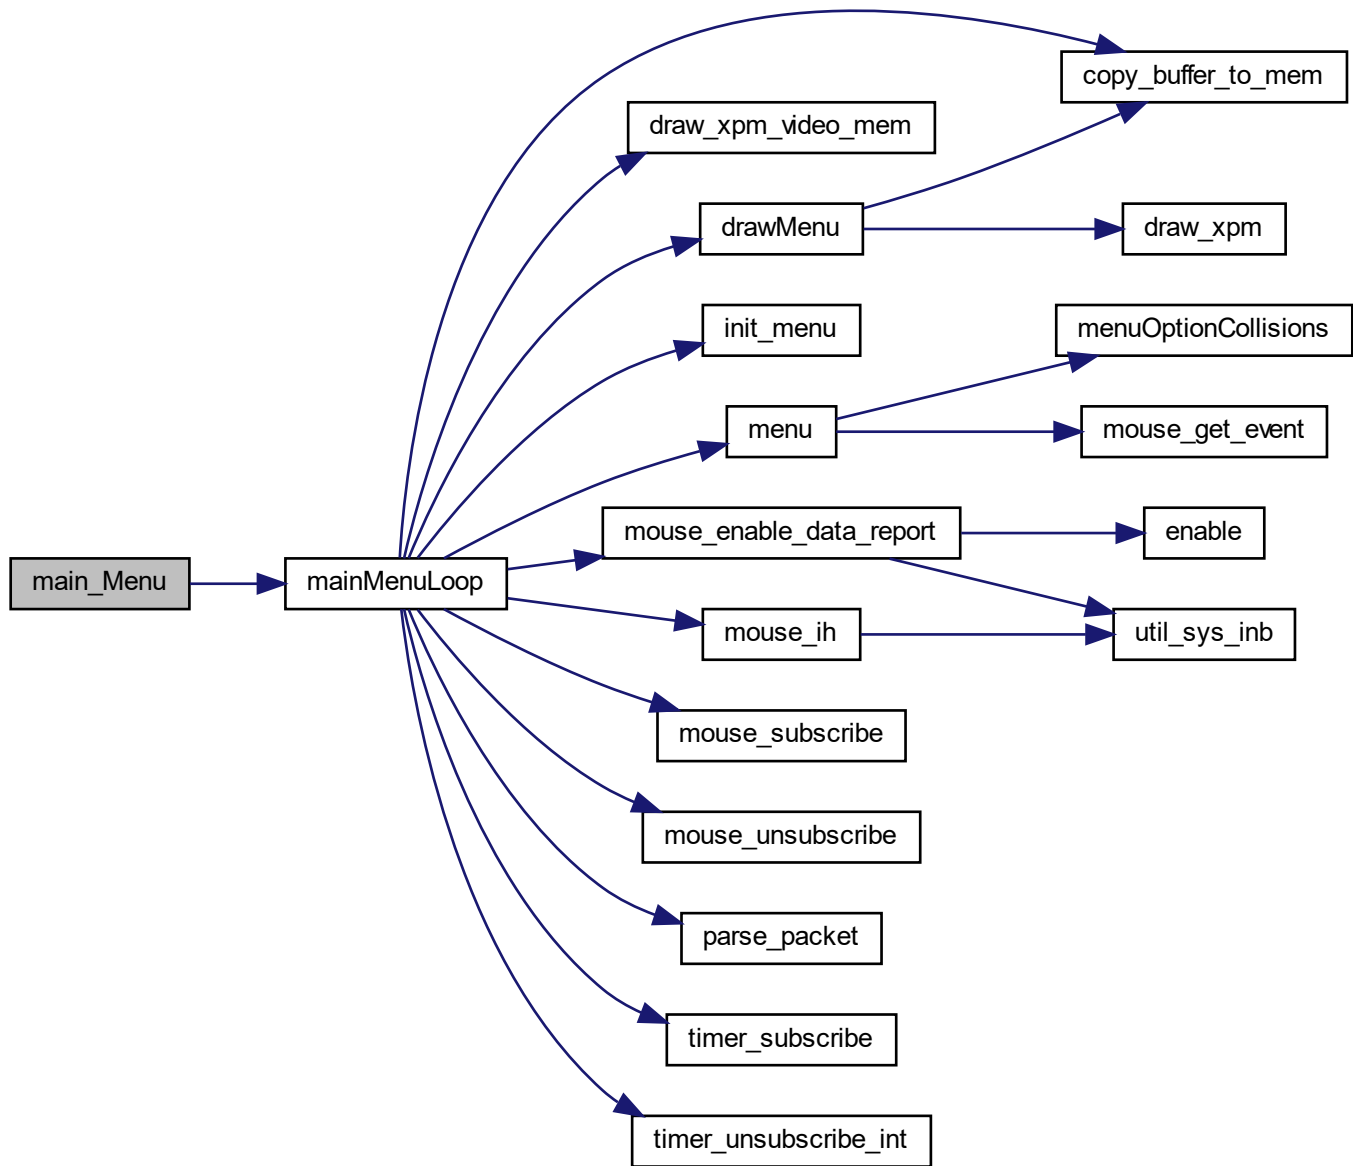 copy_buffer_to_mem
draw_xpm_video_mem
drawMenu
draw_xpm
init_menu
menuOptionCollisions
menu
mouse_get_event
mouse_enable_data_report
enable
main_Menu
mainMenuLoop
mouse_ih
util_sys_inb
mouse_subscribe
mouse_unsubscribe
parse_packet
timer_subscribe
timer_unsubscribe_int